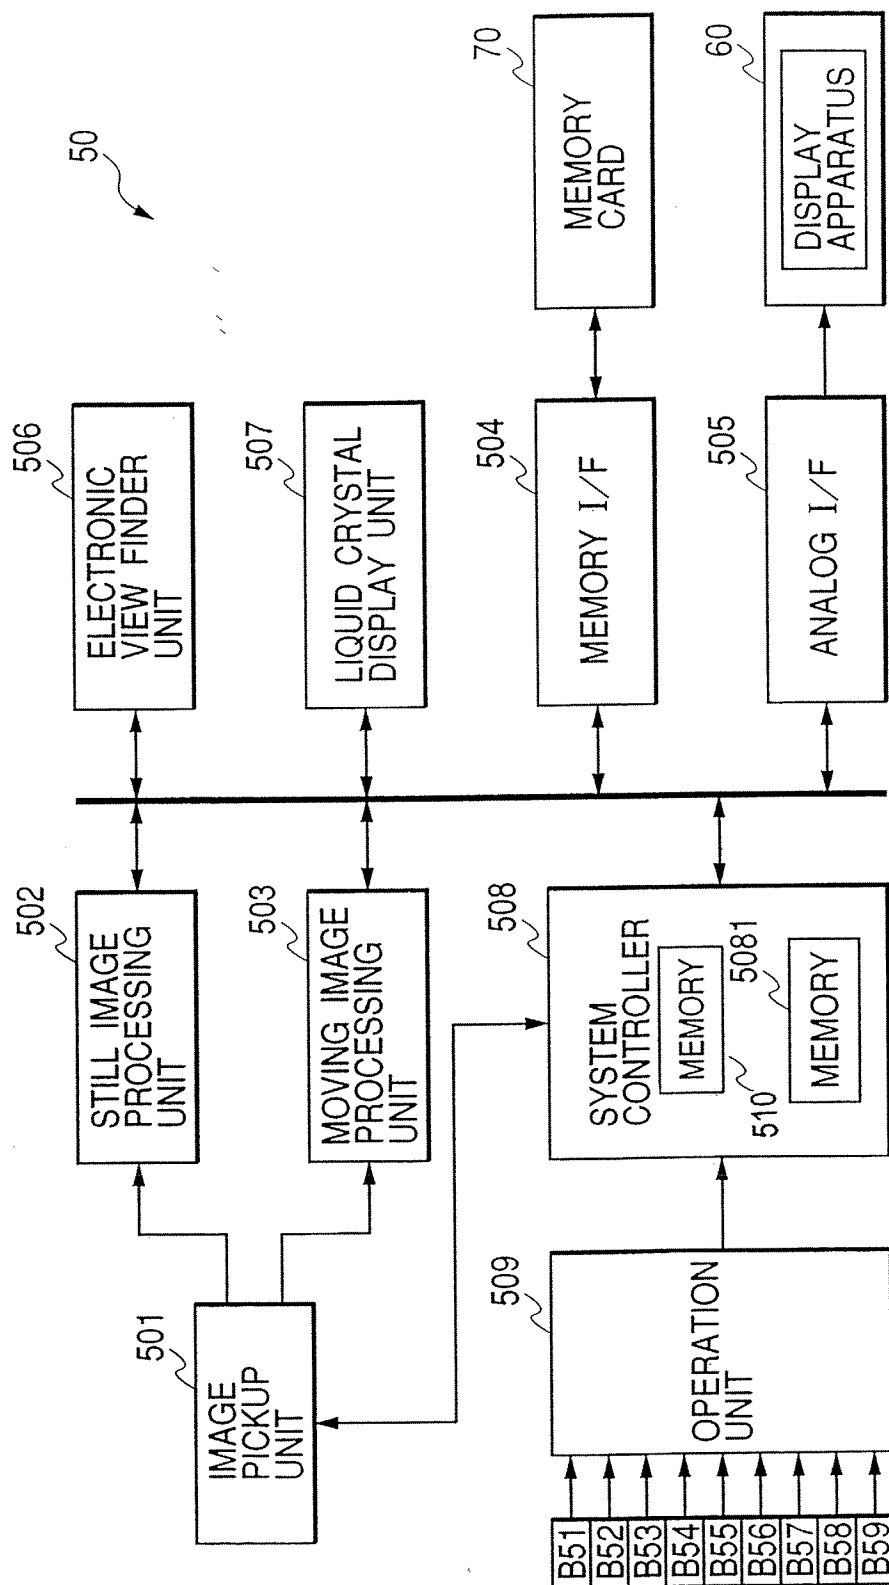 50
501
IMAGE
PICKUP
UNIT
502
STILL IMAGE
PROCESSING
UNIT
503
MOVING IMAGE
PROCESSING
UNIT
506
ELECTRONIC
VIEW FINDER
UNIT
507
LIQUID CRYSTAL
DISPLAY UNIT
504
MEMORY I/F
70
MEMORY
CARD
505
ANALOG I/F
60
DISPLAY
APPARATUS
508
SYSTEM
CONTROLLER
MEMORY
510
MEMORY
5081
509
OPERATION
UNIT
B51
B52
B53
B54
B55
B56
B57
B58
B59